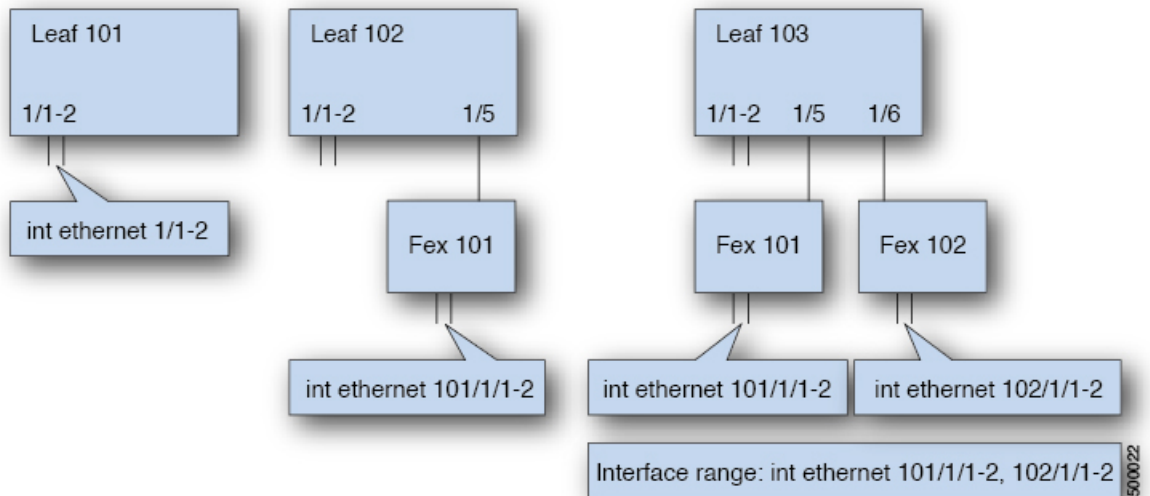 Leaf 101
Leaf 102
Leaf 103
1/1-2
1/1-2
1/5
1/1-2
1/5
1/6
int ethernet 1/1-2
Fex 101
Fex 101
Fex 102
int ethernet 101/1/1-2
int ethernet 101/1/1-2
int ethernet 102/1/1-2
Interface range: int ethernet 101/1/1-2, 102/1/1-2
500022